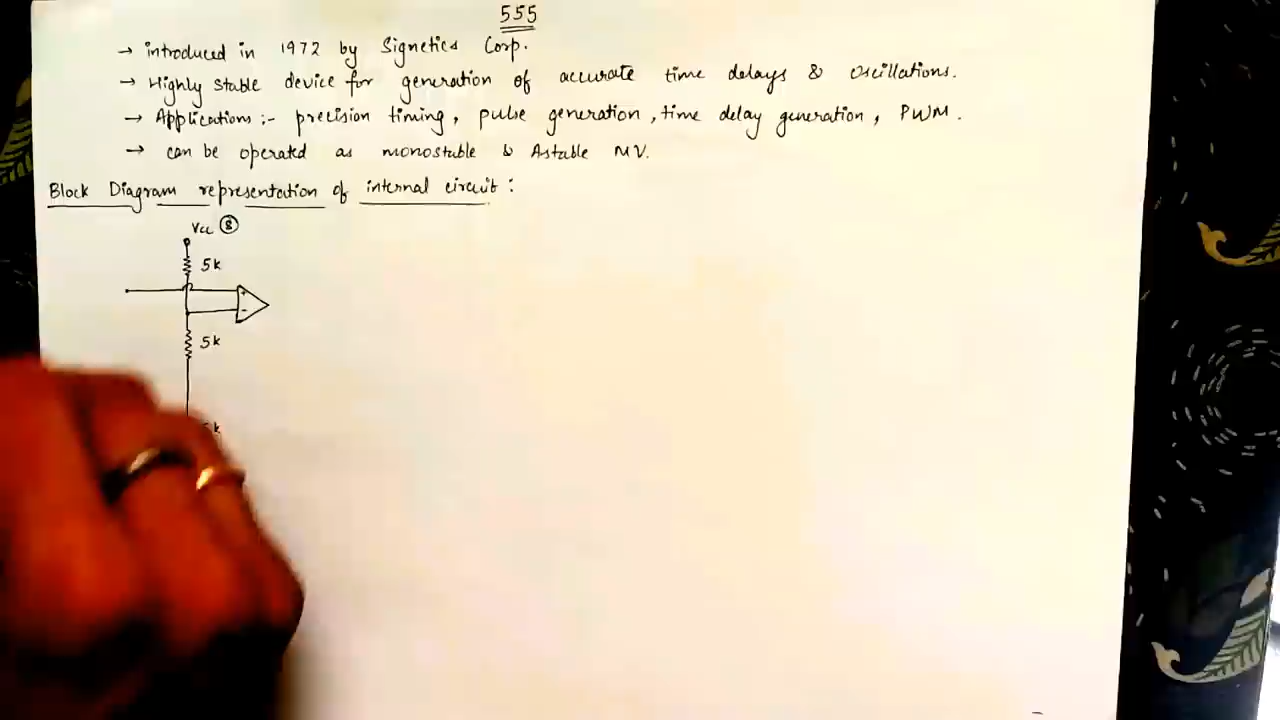 555
→ introduced in 1972 by Signetics Corp.
→ Highly stable device for generation of accurate time delays & oscillations.
→ Applications :- precision timing, pulse generation, time delay generation, PWM.
→ can be operated as monostable & Astable MV.
Block Diagram representation of internal circuit :
Vcc ⑧
5k
+
-
5k